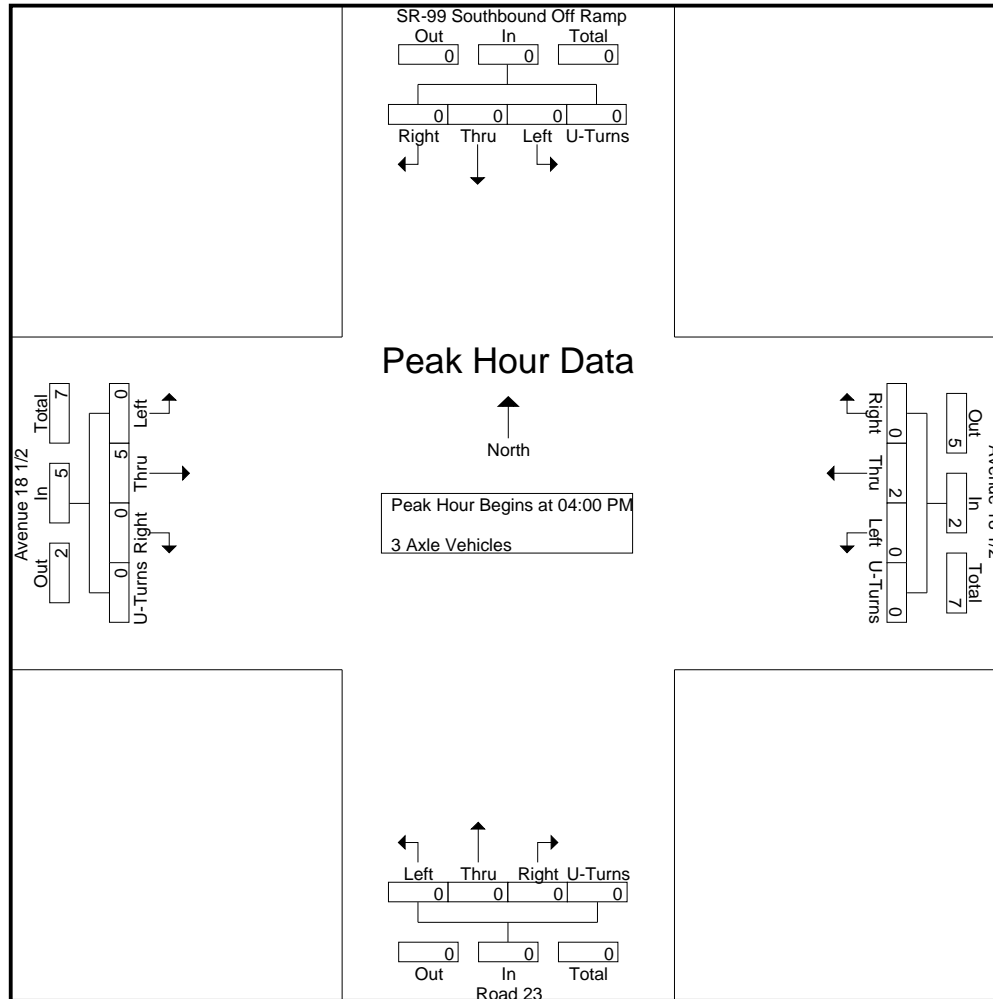 SR-99 Southbound Off Ramp
Out In Total
0 0 0
0 0 0 0
Right Thru Left U-Turns
Peak Hour Data
North
Peak Hour Begins at 04:00 PM
3 Axle Vehicles
Avenue 18 1/2
Out In Total
2 5 7
0 0 5 0
U-Turns Right Thru Left
Out In Total
5 2 7
0 2 0 0
Right Thru Left U-Turns
Left Thru Right U-Turns
0 0 0 0
0 0 0
Out In Total
Road 23